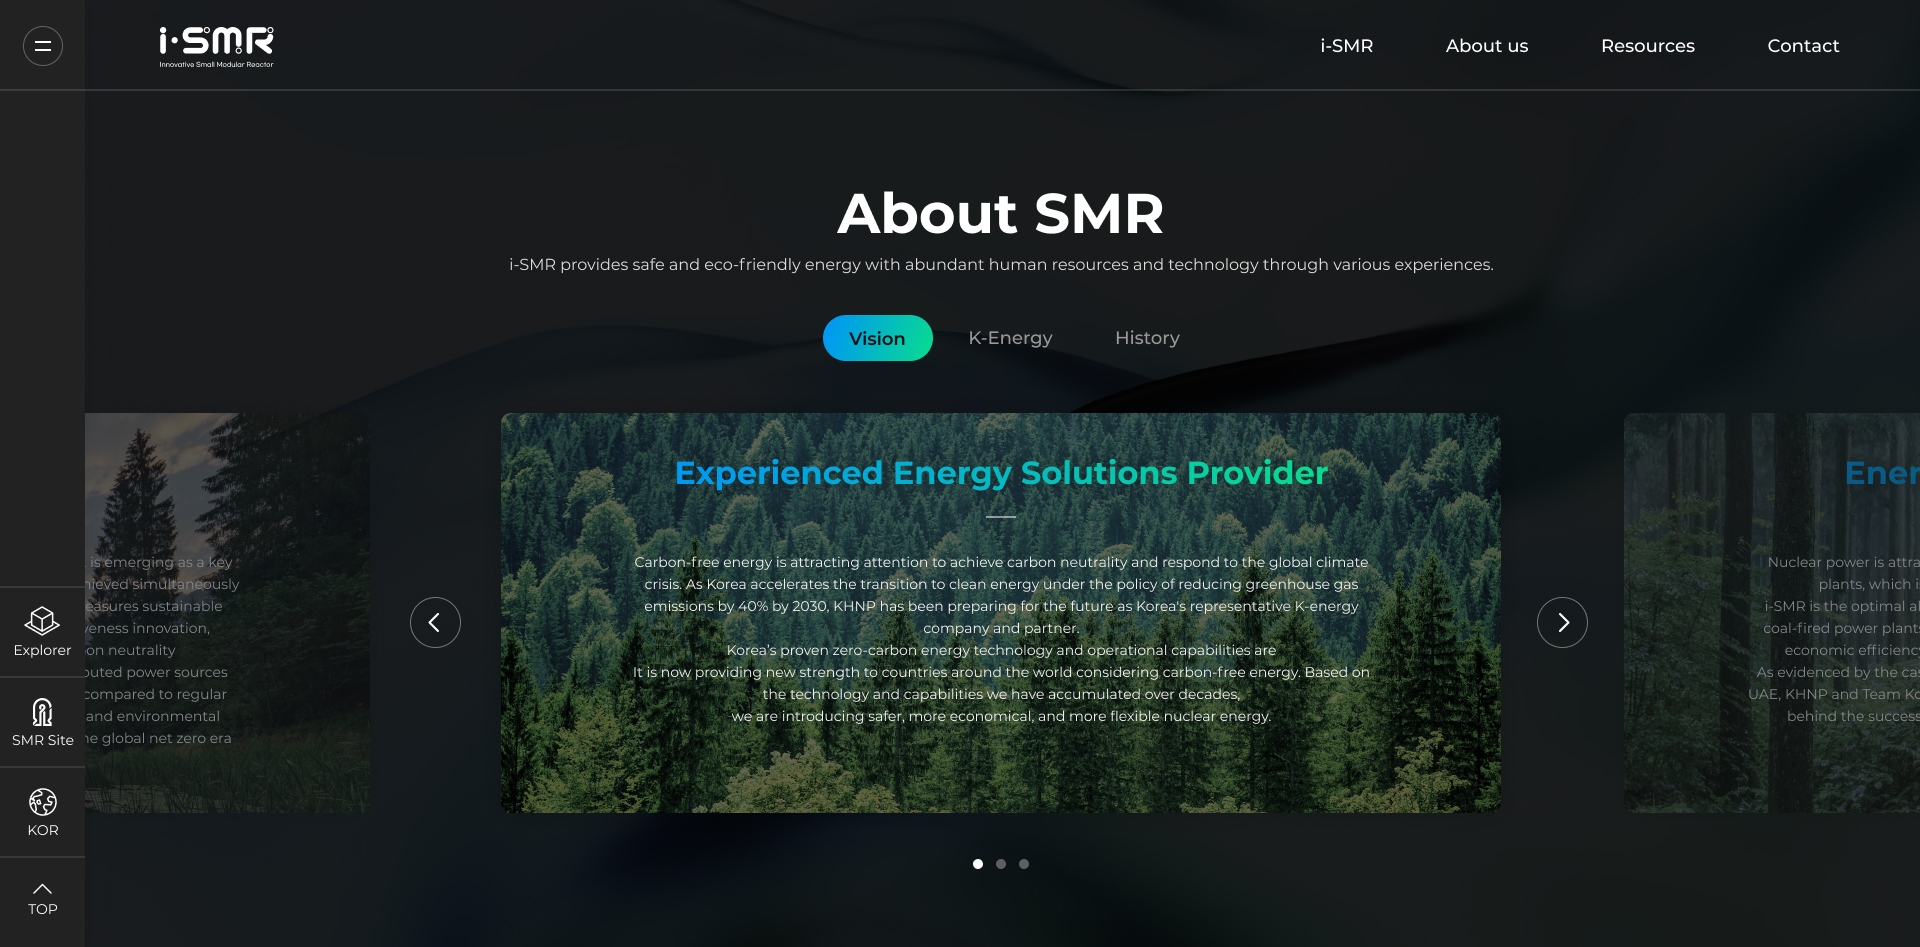 i·SMR
Innovative Small Modular Reactor
i-SMR
About us
Resources
Contact
About SMR
i-SMR provides safe and eco-friendly energy with abundant human resources and technology through various experiences.
Vision
K-Energy
History
is emerging as a key
simultaneously
sustainable
innovation,
neutrality
power sources
compared to regular
and environmental
global net zero era
Experienced Energy Solutions Provider
Carbon-free energy is attracting attention to achieve carbon neutrality and respond to the global climate
crisis. As Korea accelerates the transition to clean energy under the policy of reducing greenhouse gas
emissions by 40% by 2030, KHNP has been preparing for the future as Korea's representative K-energy
company and partner.
Korea's proven zero-carbon energy technology and operational capabilities are
It is now providing new strength to countries around the world considering carbon-free energy. Based on
the technology and capabilities we have accumulated over decades,
we are introducing safer, more economical, and more flexible nuclear energy.
Ener
Nuclear power is attra
plants, which i
i-SMR is the optimal al
coal-fired power plants
economic efficiency
As evidenced by the cas
UAE, KHNP and Team Ko
behind the success
Explorer
SMR Site
KOR
TOP